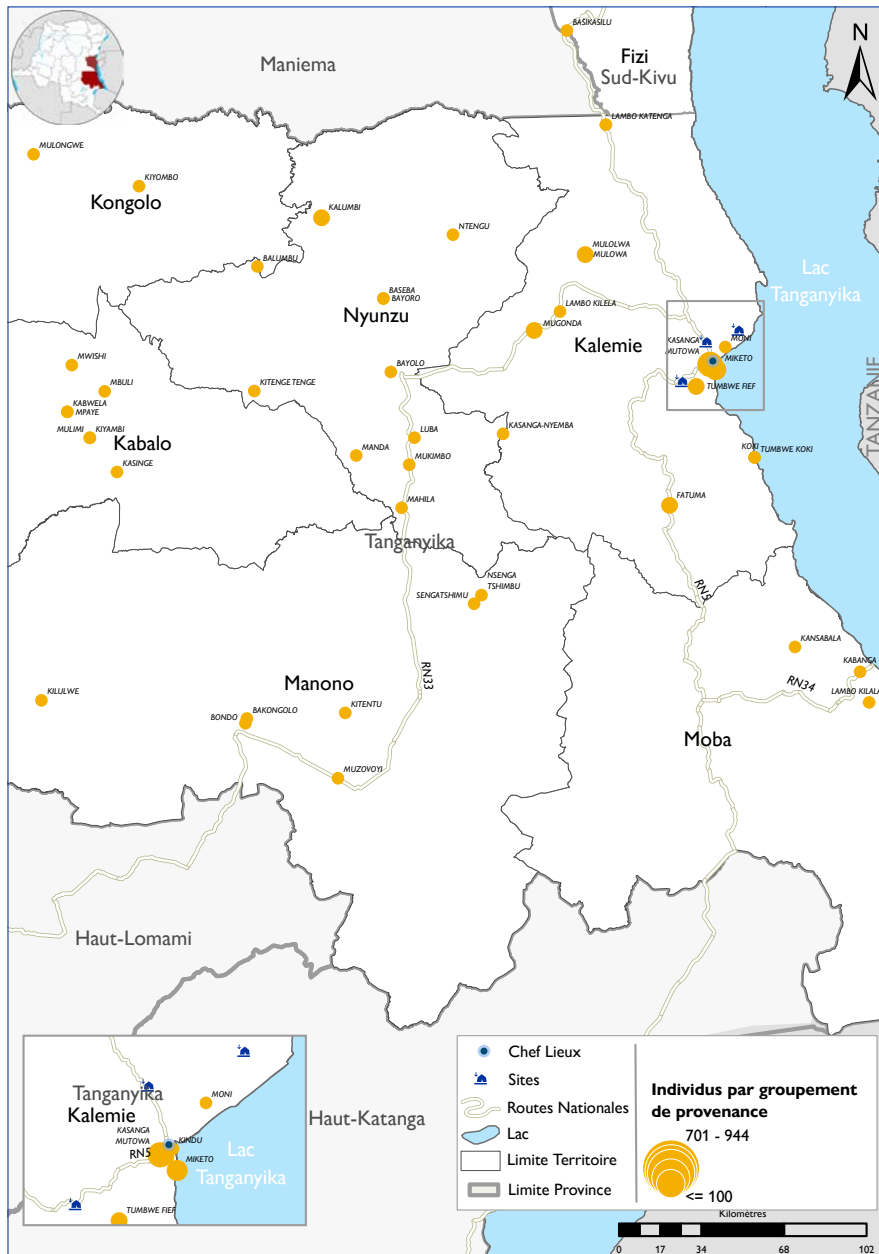 BASIKASILU
Fizi
Sud-Kivu
N
Maniema
LAMBO KATENGA
MULONGWE
KIYOMBO
Kongolo
KALUMBI
NTENGU
MULOLWA
MULOWA
Lac
Tanganyika
BALUMBU
BASEBA
BAYORO
Nyunzu
LAMBO KILELA
MUGONDA
Kalemie
KASANGA
MUTOWA
MONI
MIKETO
TUMBWE FIEF
TANZANIE
MWISHI
MBULI
KABWELA
MPAYE
MULIMI
KIYAMBI
Kabalo
KASINGE
BAYOLO
KITENGE TENGE
LUBA
MANDA
MUKIMBO
KASANGA-NYEMBA
KOKI
TUMBWE KOKI
FATUMA
MAHILA
Tanganyika
NSENGA
TSHIMBU
SENGATSHIMU
RN5
KANSABALA
KABANGA
RN34
LAMBO KILALA
KILULWE
Manono
RN33
BAKONGOLO
BONDO
KITENTU
Moba
MUZOVOYI
Haut-Lomami
Haut-Katanga
Tanganyika
Kalemie
MONI
KASANGA
MUTOWA
KINDU
RN5
MIKETO
Lac
Tanganyika
TUMBWE FIEF
Chef Lieux
Sites
Routes Nationales
Lac
Limite Territoire
Limite Province
Individus par groupement
de provenance
701 - 944
<= 100
Kilomètres
0 17 34 68 102